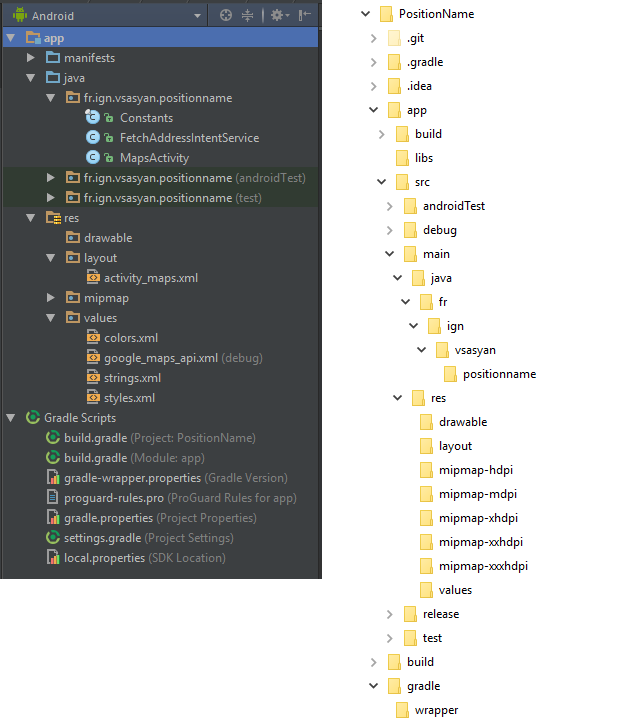 Android
app
manifests
java
fr.ign.vsasyan.positionname
Constants
FetchAddressIntentService
MapsActivity
fr.ign.vsasyan.positionname (androidTest)
fr.ign.vsasyan.positionname (test)
res
drawable
layout
activity_maps.xml
mipmap
values
colors.xml
google_maps_api.xml (debug)
strings.xml
styles.xml
Gradle Scripts
build.gradle (Project: PositionName)
build.gradle (Module: app)
gradle-wrapper.properties (Gradle Version)
proguard-rules.pro (ProGuard Rules for app)
gradle.properties (Project Properties)
settings.gradle (Project Settings)
local.properties (SDK Location)
PositionName
.git
.gradle
.idea
app
build
libs
src
androidTest
debug
main
java
fr
ign
vsasyan
positionname
res
drawable
layout
mipmap-hdpi
mipmap-mdpi
mipmap-xhdpi
mipmap-xxhdpi
mipmap-xxxhdpi
values
release
test
build
gradle
wrapper